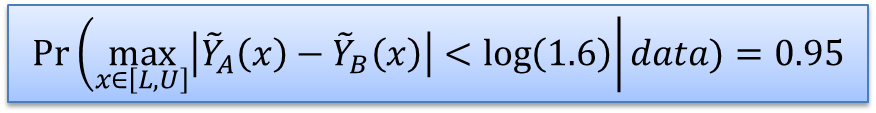 Pr(max_{x∈[L,U]}|Ỹ_A(x) − Ỹ_B(x)| < log(1.6)| data) = 0.95